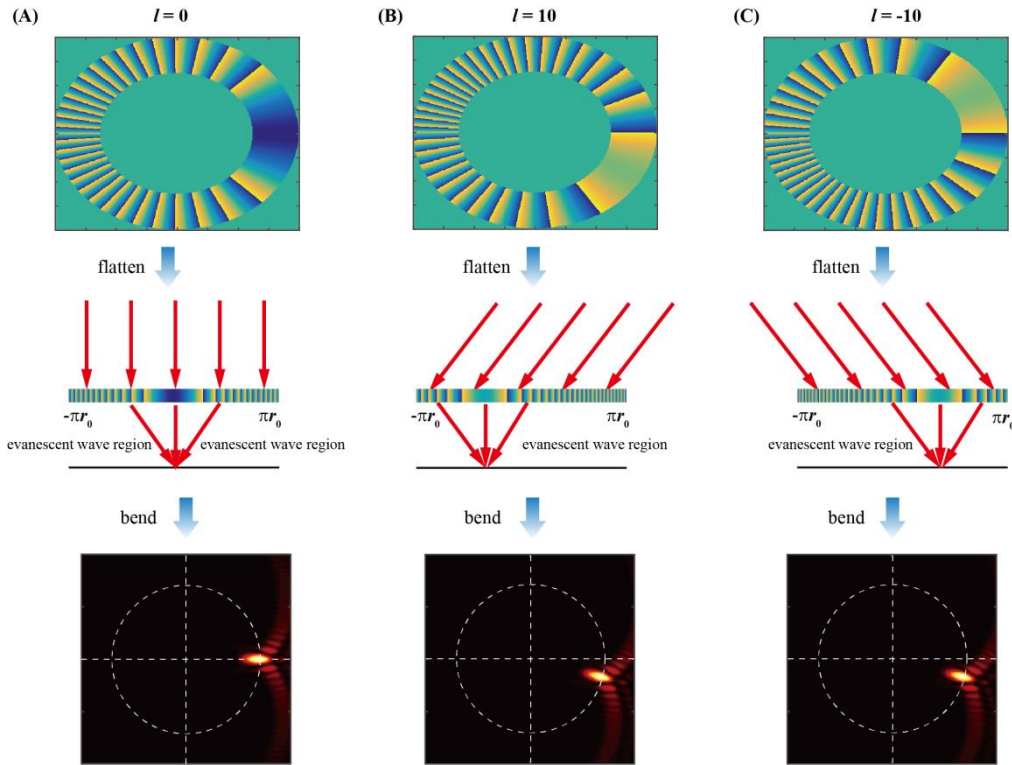 (A) l = 0 (B) l = 10 (C) l = -10
flatten flatten flatten
-πr₀ πr₀ -πr₀ πr₀ -πr₀ πr₀
evanescent wave region evanescent wave region evanescent wave region evanescent wave region
bend bend bend